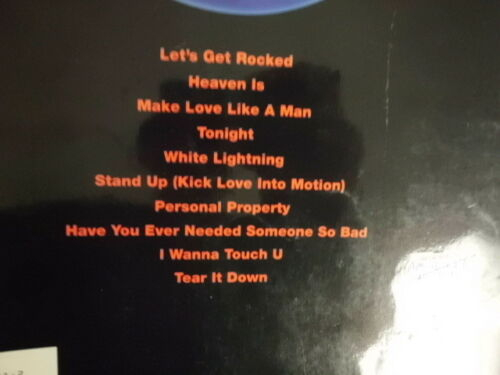 Let's Get Rocked
Heaven Is
Make Love Like A Man
Tonight
White Lightning
Stand Up (Kick Love Into Motion)
Personal Property
Have You Ever Needed Someone So Bad
I Wanna Touch U
Tear It Down